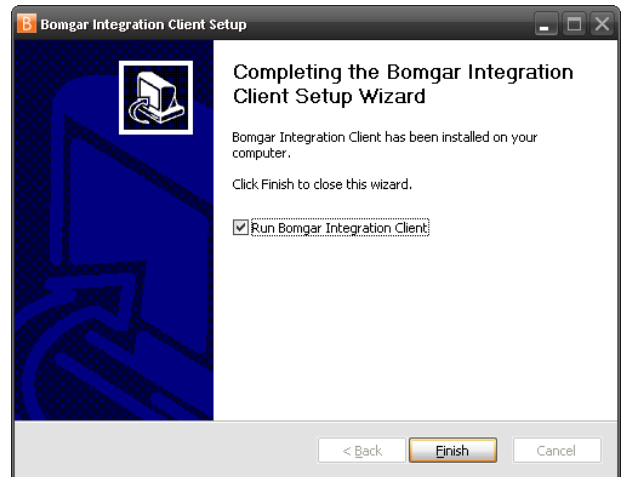 B Bomgar Integration Client Setup
Completing the Bomgar Integration
Client Setup Wizard
Bomgar Integration Client has been installed on your
computer.
Click Finish to close this wizard.
Run Bomgar Integration Client
< Back Finish Cancel